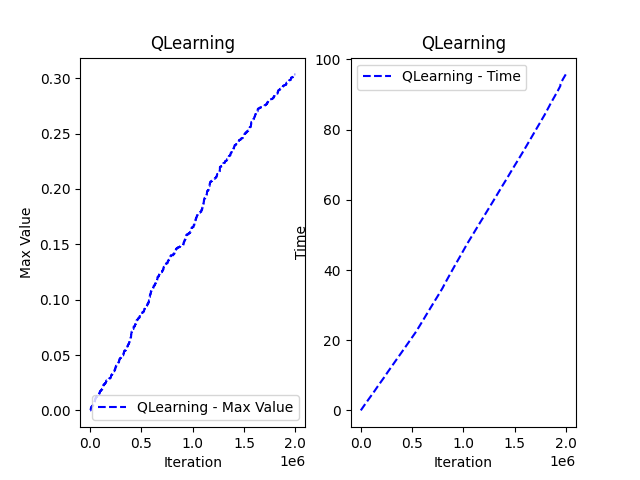 QLearning
0.30
0.25
0.20
0.15
0.10
0.05
0.00
Max Value
QLearning - Max Value
0.0 0.5 1.0 1.5 2.0
1e6
Iteration
QLearning
100
80
60
40
20
0
Time
QLearning - Time
0.0 0.5 1.0 1.5 2.0
1e6
Iteration